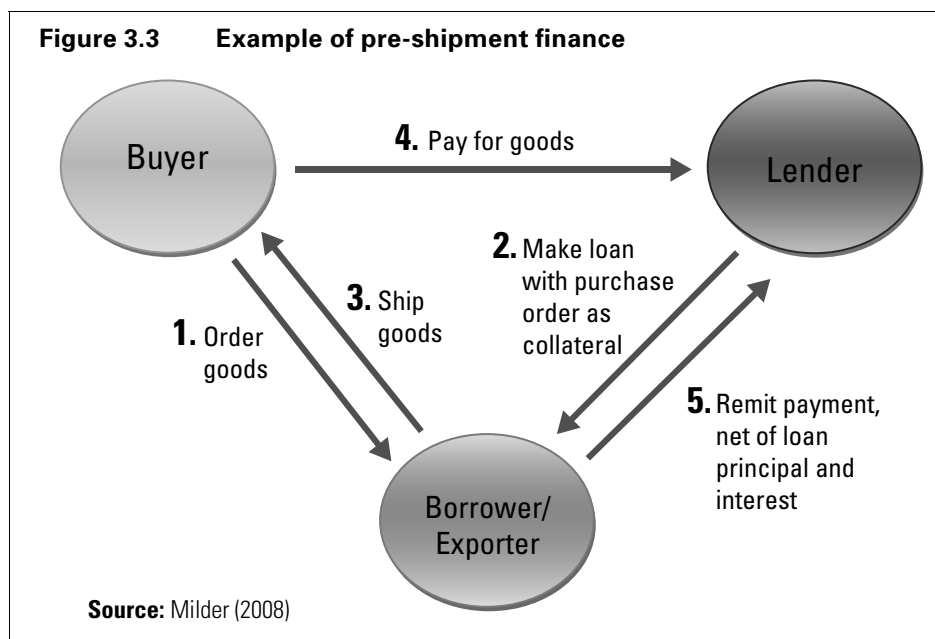 Figure 3.3 Example of pre-shipment finance
Buyer
4. Pay for goods
Lender
1. Order
goods
3. Ship
goods
2. Make loan
with purchase
order as
collateral
5. Remit payment,
net of loan
principal and
interest
Borrower/
Exporter
Source: Milder (2008)